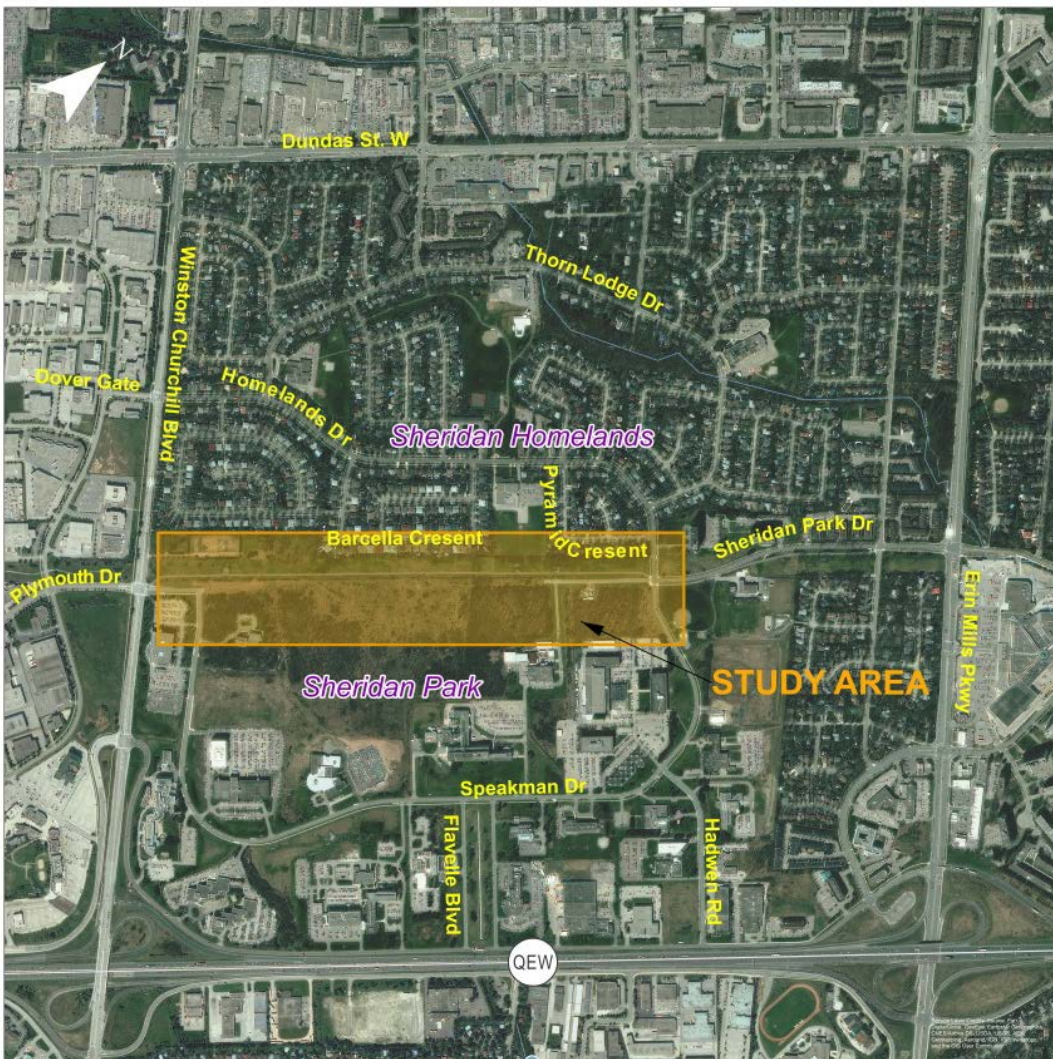 N
Dundas St. W
Thorn Lodge Dr
Winston Churchill Blvd
Dover Gate
Homelands Dr
Sheridan Homelands
Pyramid Cresent
Barcella Cresent
Sheridan Park Dr
Plymouth Dr
Erin Mills Pkwy
STUDY AREA
Sheridan Park
Speakman Dr
Flavelle Blvd
Hadwen Rd
QEW